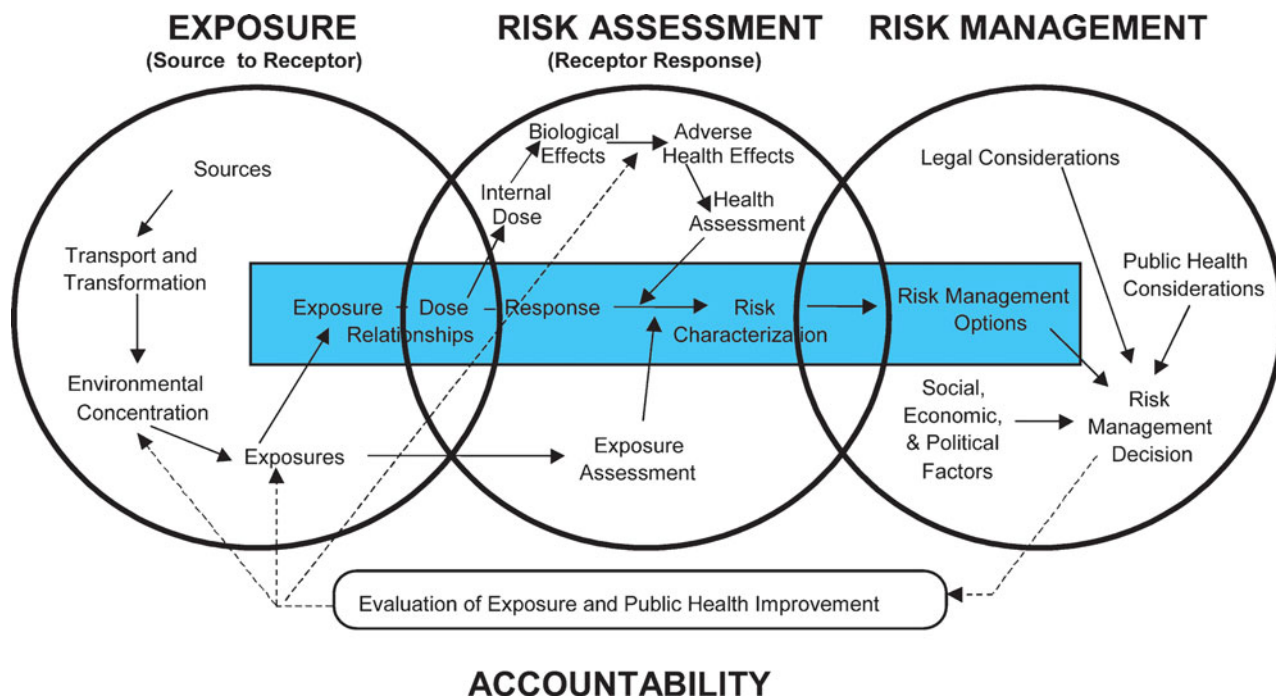 EXPOSURE
(Source to Receptor)
RISK ASSESSMENT
(Receptor Response)
RISK MANAGEMENT
Sources
Transport and
Transformation
Environmental
Concentration
Exposures
Exposure – Dose – Response
Relationships
Internal
Dose
Biological
Effects
Adverse
Health Effects
Health
Assessment
Risk
Characterization
Exposure
Assessment
Legal Considerations
Public Health
Considerations
Risk Management
Options
Social,
Economic,
& Political
Factors
Risk
Management
Decision
Evaluation of Exposure and Public Health Improvement
ACCOUNTABILITY